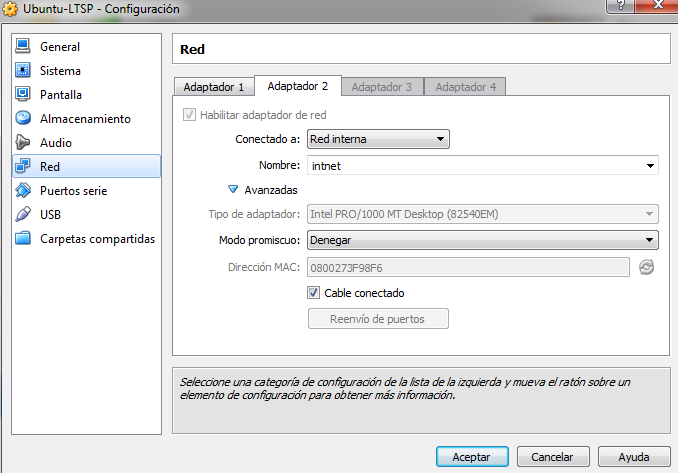 Ubuntu-LTSP - Configuración
General
Sistema
Pantalla
Almacenamiento
Audio
Red
Puertos serie
USB
Carpetas compartidas
Red
Adaptador 1 Adaptador 2 Adaptador 3 Adaptador 4
Habilitar adaptador de red
Conectado a: Red interna
Nombre: intnet
Avanzadas
Tipo de adaptador: Intel PRO/1000 MT Desktop (82540EM)
Modo promiscuo: Denegar
Dirección MAC: 0800273F98F6
Cable conectado
Reenvío de puertos
Seleccione una categoría de configuración de la lista de la izquierda y mueva el ratón sobre un
elemento de configuración para obtener más información.
Aceptar Cancelar Ayuda